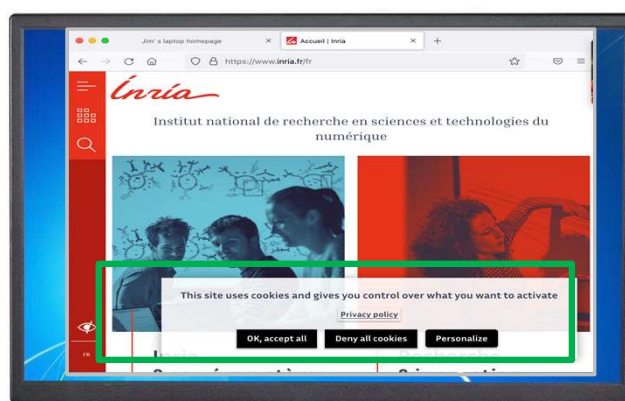 Jim' s laptop homepage
Accueil | Inria
https://www.inria.fr/fr
Inría
Institut national de recherche en sciences et technologies du
numérique
This site uses cookies and gives you control over what you want to activate
Privacy policy
OK, accept all
Deny all cookies
Personalize
FR